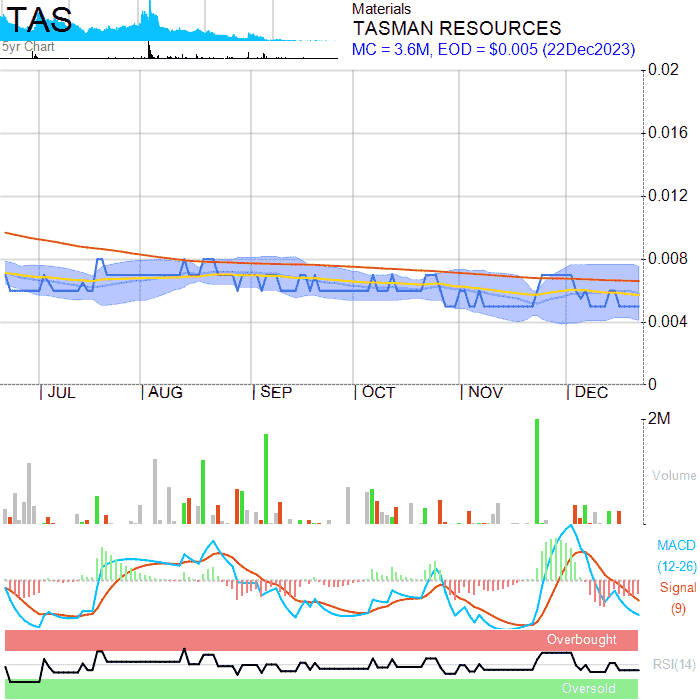 TAS
5yr Chart
Materials
TASMAN RESOURCES
MC = 3.6M, EOD = $0.005 (22Dec2023)
0.02
0.016
0.012
0.008
0.004
0
JUL AUG SEP OCT NOV DEC
2M
Volume
MACD
(12-26)
Signal
(9)
Overbought
RSI(14)
Oversold